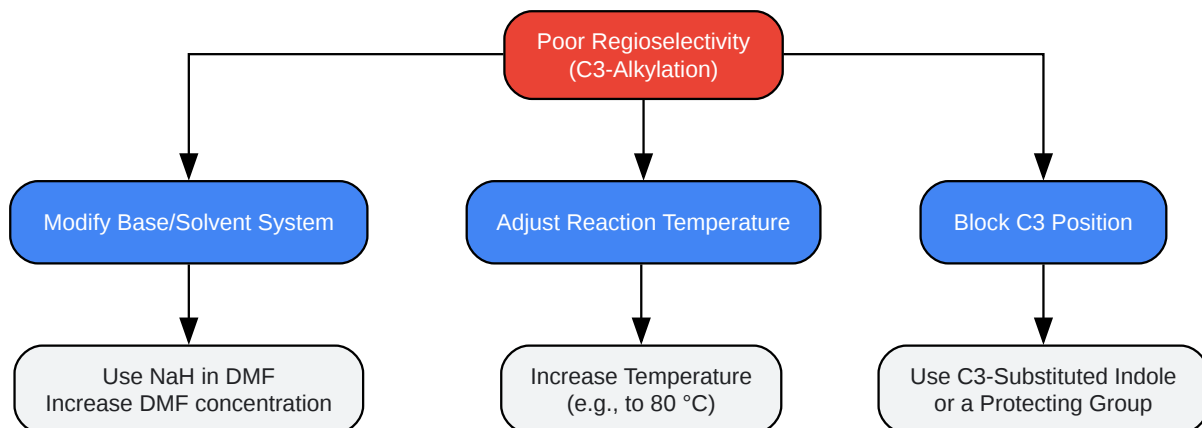 Poor Regioselectivity
(C3-Alkylation)
Modify Base/Solvent System
Adjust Reaction Temperature
Block C3 Position
Use NaH in DMF
Increase DMF concentration
Increase Temperature
(e.g., to 80 °C)
Use C3-Substituted Indole
or a Protecting Group